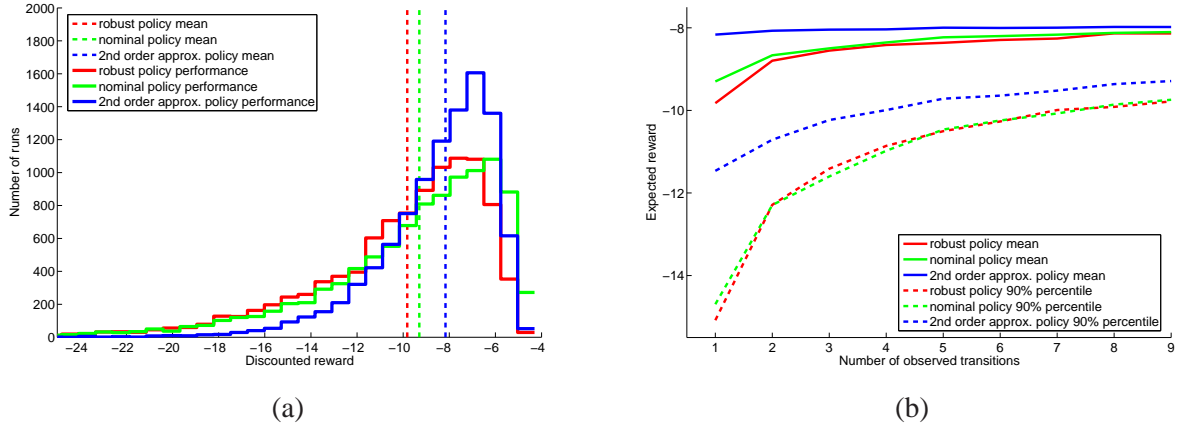 2000
1800
1600
1400
1200
1000
800
600
400
200
0
Number of runs
robust policy mean
nominal policy mean
2nd order approx. policy mean
robust policy performance
nominal policy performance
2nd order approx. policy performance
−24 −22 −20 −18 −16 −14 −12 −10 −8 −6 −4
Discounted reward
(a)
−8
−10
−12
−14
Expected reward
robust policy mean
nominal policy mean
2nd order approx. policy mean
robust policy 90% percentile
nominal policy 90% percentile
2nd order approx. policy 90% percentile
1 2 3 4 5 6 7 8 9
Number of observed transitions
(b)